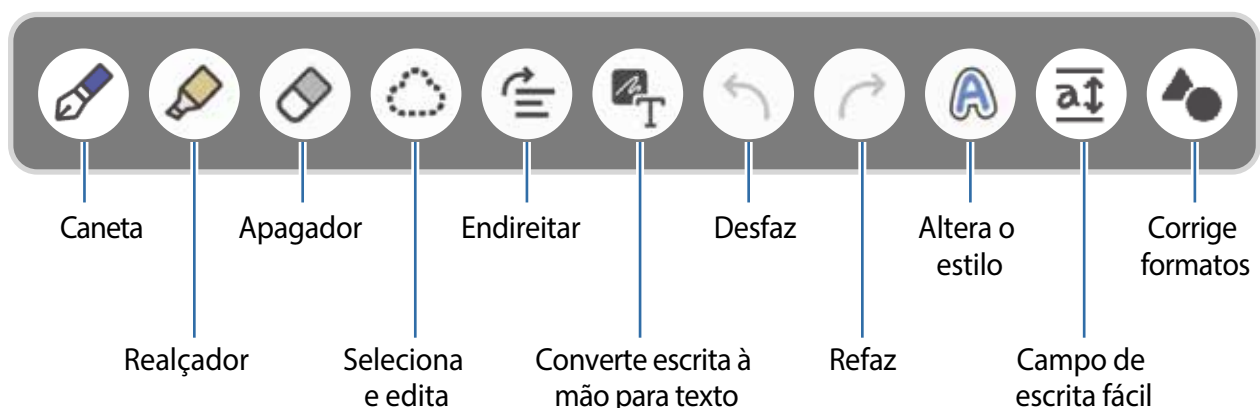 Caneta
Apagador
Endireitar
Desfaz
Altera o
estilo
Corrige
formatos
Realçador
Seleciona
e edita
Converte escrita à
mão para texto
Refaz
Campo de
escrita fácil